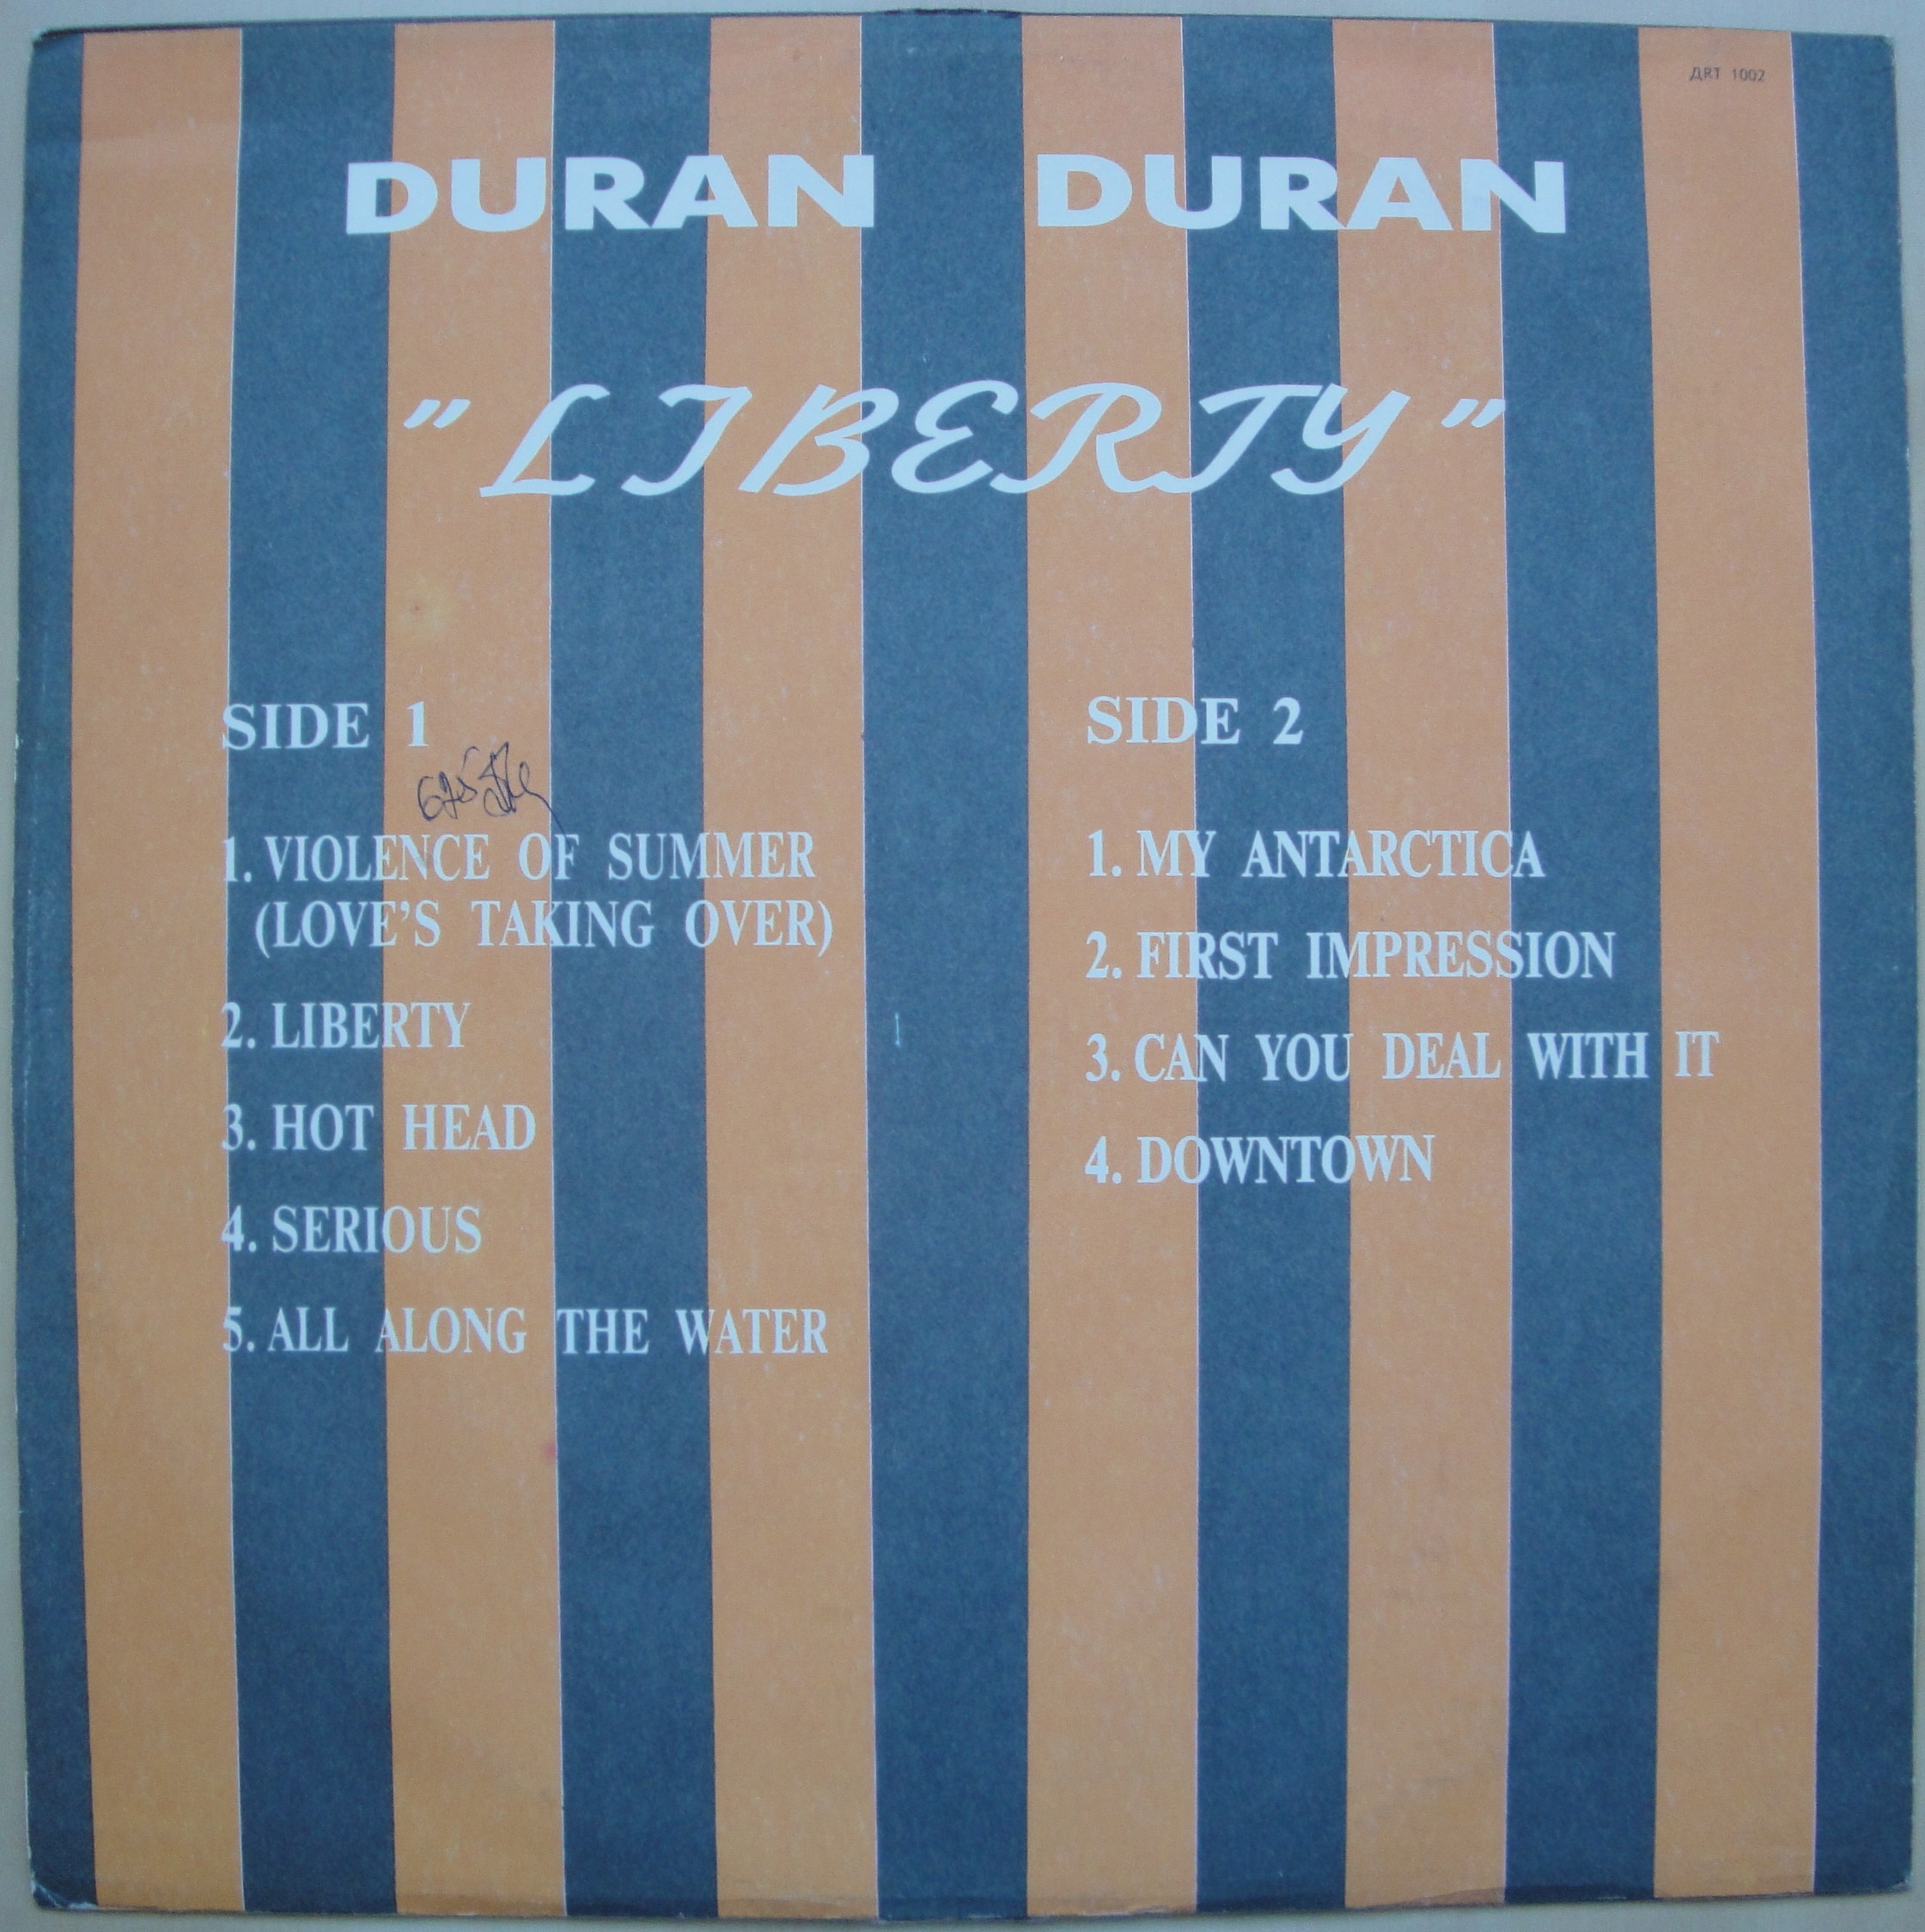 ДRT 1002
DURAN DURAN
"LIBERTY"
SIDE 1
1. VIOLENCE OF SUMMER
(LOVE'S TAKING OVER)
2. LIBERTY
3. HOT HEAD
4. SERIOUS
5. ALL ALONG THE WATER
SIDE 2
1. MY ANTARCTICA
2. FIRST IMPRESSION
3. CAN YOU DEAL WITH IT
4. DOWNTOWN